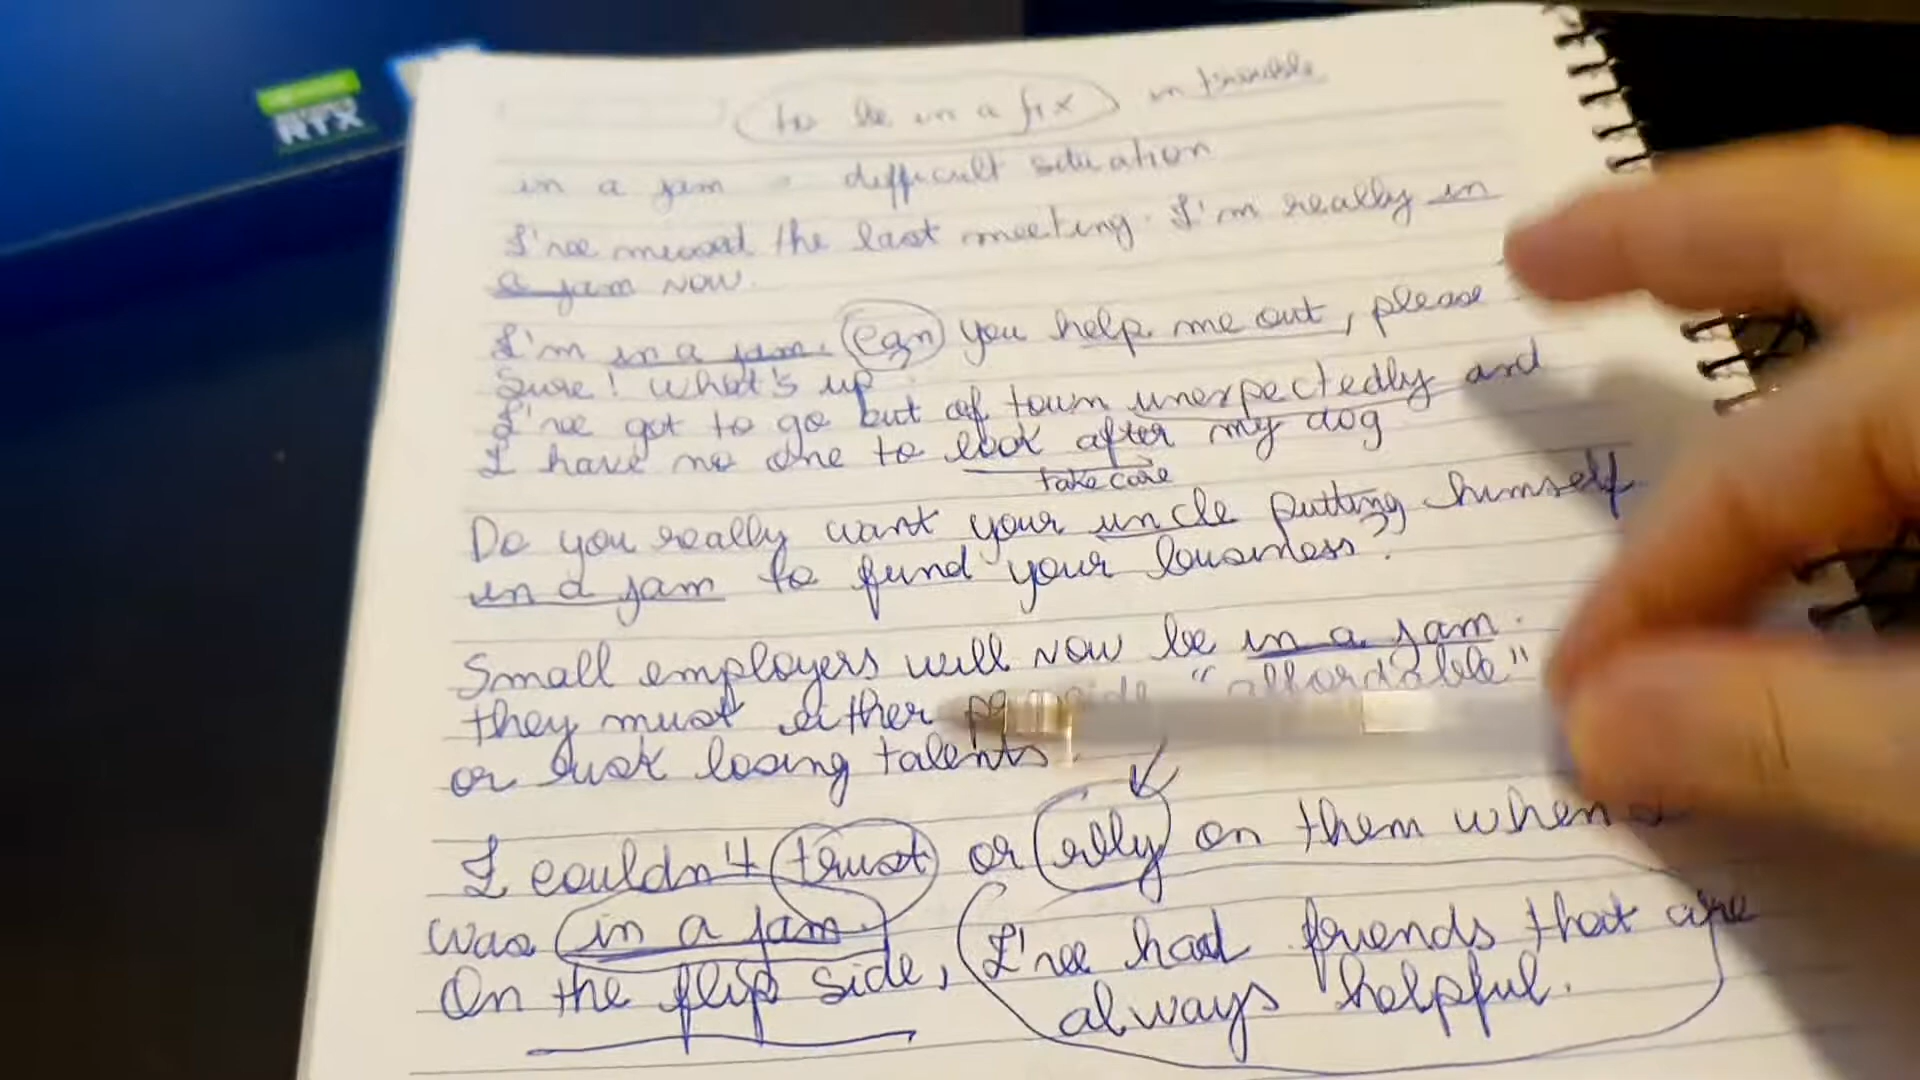 RTX
to be in a fix in trouble
in a jam = difficult situation
I've missed the last meeting. I'm really in
a jam now.
I'm in a jam. Can you help me out, please
Sure! What's up
I've got to go out of town unexpectedly and
I have no one to look after my dog
take care
Do you really want your uncle putting himself
in a jam to fund your business?
Small employers will now be in a jam.
they must either "affordable"
or risk losing talents
I couldn't trust or rely on them when
was in a jam.
On the flip side, I've had friends that are
always helpful.